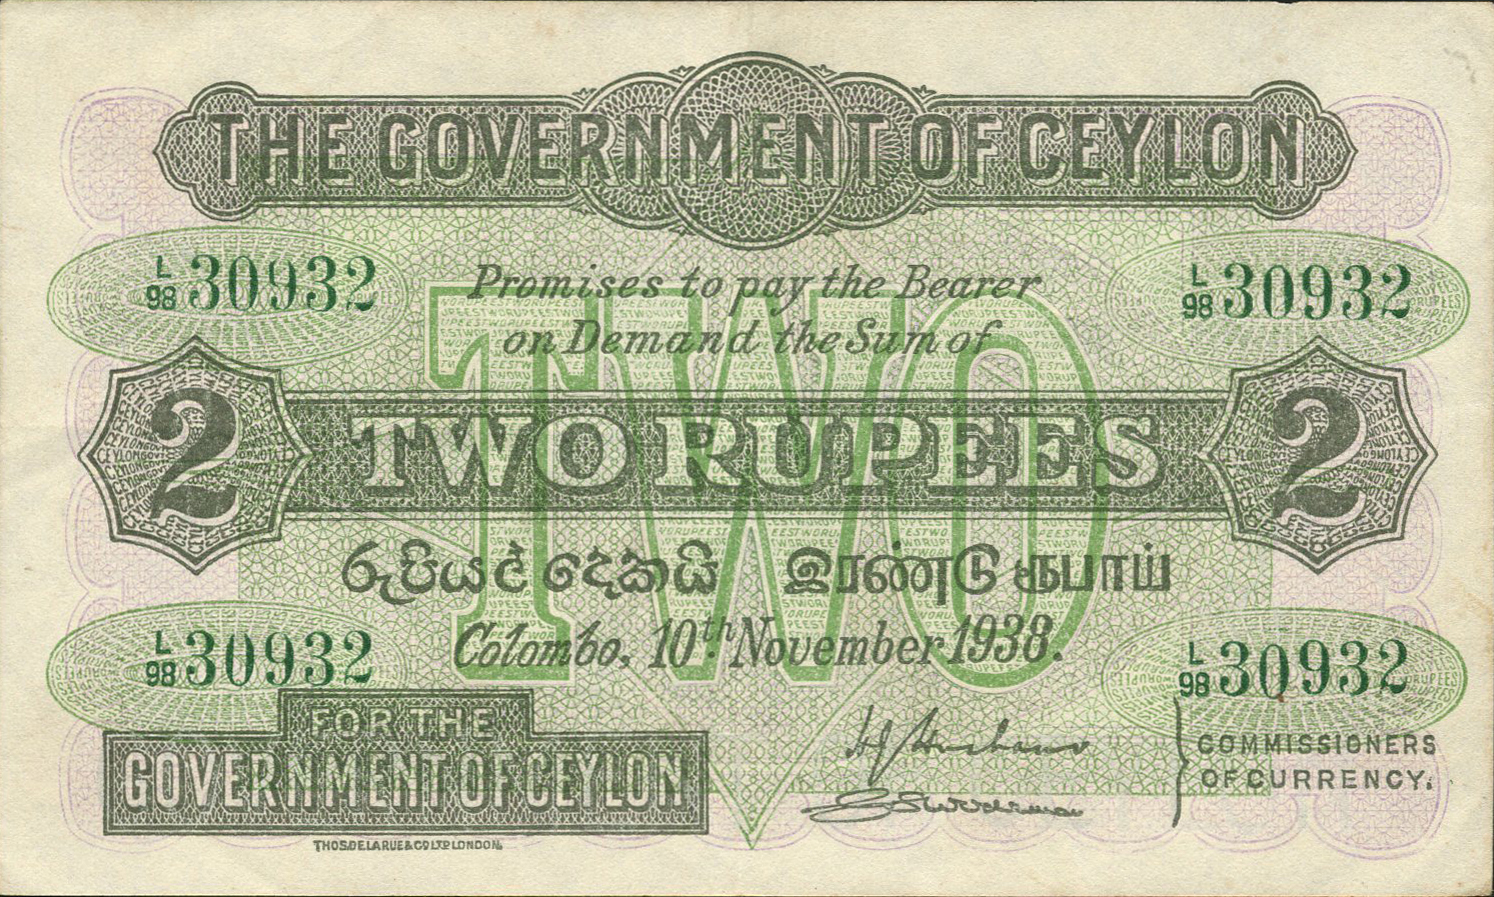 THE GOVERNMENT OF CEYLON
L/98 30932
L/98 30932
Promises to pay the Bearer
on Demand the Sum of
TWO
2
TWO RUPEES
2
රුපියල් දෙකයි இரண்டு ரூபாய்
Colombo, 10th November 1938.
L/98 30932
L/98 30932
FOR THE
GOVERNMENT OF CEYLON
COMMISSIONERS
OF CURRENCY.
THOS DE LA RUE & CO LTD LONDON.